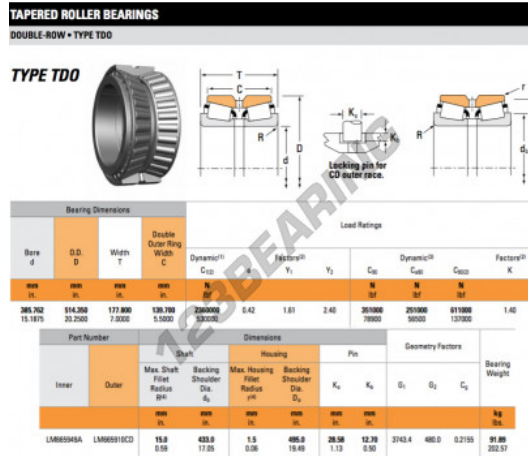 TAPERED ROLLER BEARINGS
DOUBLE-ROW • TYPE TDO
TYPE TDO
T
C
r
R
d
D
Kₐ
K_b
R
dₐ
Locking pin for
CD outer race.
123BEARINGS
Bearing Dimensions
Load Ratings
Bore
d
O.D.
D
Width
T
Double
Outer Ring
Width
C
Dynamic(1)
C1(2)
e
Factors(2)
Y1
Y2
Dynamic(3)
C90
Ca90
C90(2)
Factors(2)
K
mm mm mm mm N N N N
in. in. in. in. lbf lbf lbf lbf
385.762 514.350 177.800 139.700 2360000 0.42 1.61 2.40 351000 251000 611000 1.40
15.1875 20.2500 7.0000 5.5000 530000 78900 56500 137000
Part Number
Dimensions
Shaft
Housing
Pin
Geometry Factors
Bearing
Weight
Inner
Outer
Max. Shaft
Fillet
Radius
R(4)
Backing
Shoulder
Dia.
Max. Housing
Fillet
Radius
r(4)
Backing
Shoulder
Dia.
G1
G2
Cg
mm mm mm mm mm mm kg
in. in. in. in. in. in. lbs.
LM665949A LM665910CD 15.0 433.0 1.5 495.0 28.58 12.70 3743.4 480.0 0.2155 91.89
0.59 17.05 0.06 19.49 1.13 0.50 202.57